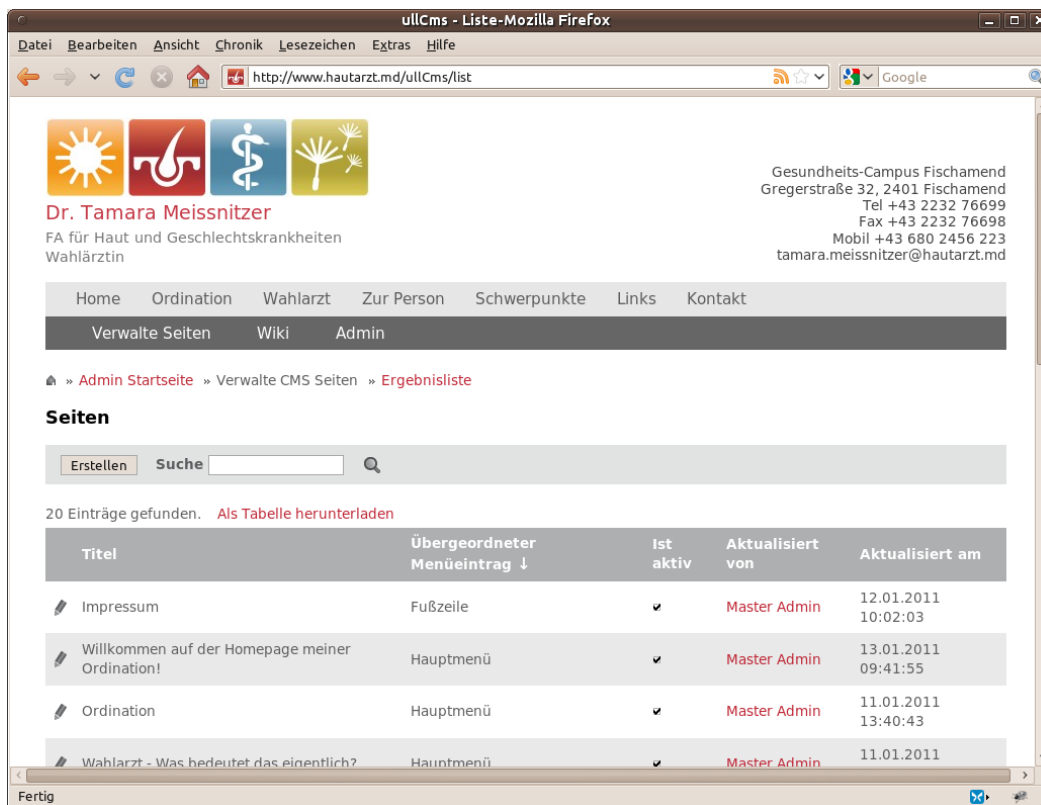 ullCms - Liste-Mozilla Firefox
Datei Bearbeiten Ansicht Chronik Lesezeichen Extras Hilfe
http://www.hautarzt.md/ullCms/list
Google
Dr. Tamara Meissnitzer
FA für Haut und Geschlechtskrankheiten
Wahlärztin
Gesundheits-Campus Fischamend
Gregerstraße 32, 2401 Fischamend
Tel +43 2232 76699
Fax +43 2232 76698
Mobil +43 680 2456 223
tamara.meissnitzer@hautarzt.md
Home Ordination Wahlarzt Zur Person Schwerpunkte Links Kontakt
Verwalte Seiten Wiki Admin
» Admin Startseite » Verwalte CMS Seiten » Ergebnisliste
Seiten
Erstellen Suche
20 Einträge gefunden. Als Tabelle herunterladen
Titel
Übergeordneter
Menüeintrag ↓
Ist
aktiv
Aktualisiert
von
Aktualisiert am
Impressum
Fußzeile
Master Admin
12.01.2011
10:02:03
Willkommen auf der Homepage meiner
Ordination!
Hauptmenü
Master Admin
13.01.2011
09:41:55
Ordination
Hauptmenü
Master Admin
11.01.2011
13:40:43
Wahlarzt - Was bedeutet das eigentlich?
Hauptmenü
Master Admin
11.01.2011
Fertig